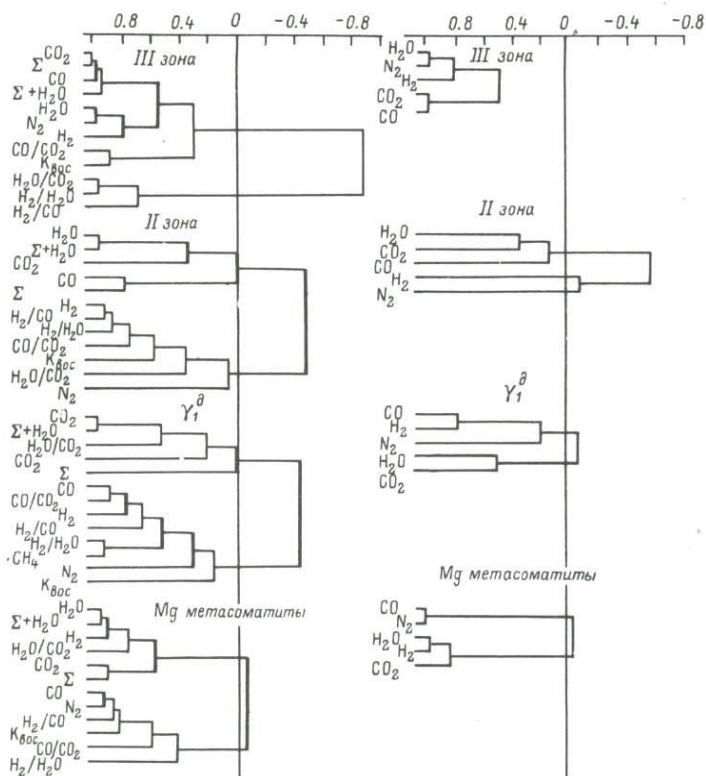 0.8 0.4 0 -0.4 -0.8
III зона
CO₂
Σ
CO
Σ+H₂O
H₂O
N₂
H₂
CO/CO₂
Kвос
H₂O/CO₂
H₂/H₂O
H₂/CO
II зона
H₂O
Σ+H₂O
CO₂
CO
Σ
H₂
H₂/CO
H₂/H₂O
CO/CO₂
Kвос
H₂O/CO₂
N₂
γ₁∂
CO₂
Σ+H₂O
H₂O/CO₂
CO₂
Σ
CO
CO/CO₂
H₂
H₂/CO
H₂/H₂O
CH₄
N₂
Kвос
Mg метасоматиты
H₂O
Σ+H₂O
H₂
H₂O/CO₂
CO₂
Σ
CO
N₂
H₂/CO
Kвос
CO/CO₂
H₂/H₂O
0.8 0.4 0 -0.4 -0.8
III зона
H₂O
N₂
H₂
CO₂
CO
II зона
H₂O
CO₂
CO
H₂
N₂
γ₁∂
CO
H₂
N₂
H₂O
CO₂
Mg метасоматиты
CO
N₂
H₂O
H₂
CO₂